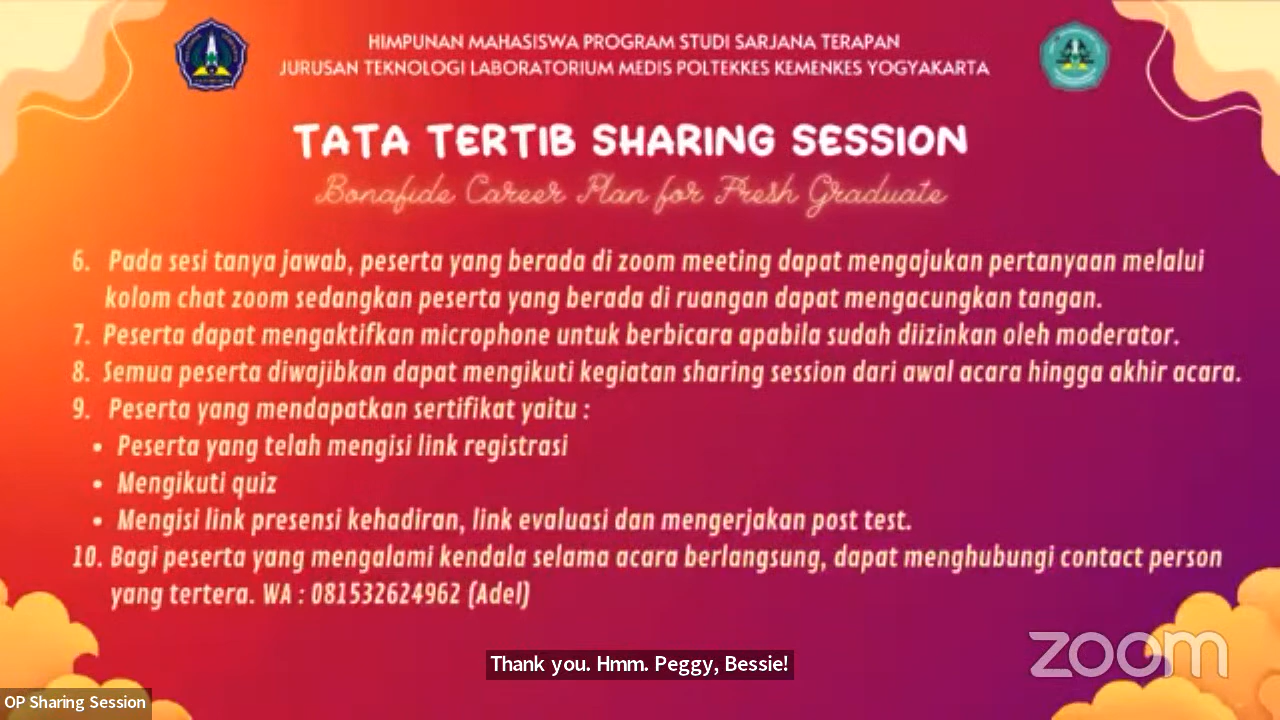 HIMPUNAN MAHASISWA PROGRAM STUDI SARJANA TERAPAN
JURUSAN TEKNOLOGI LABORATORIUM MEDIS POLTEKKES KEMENKES YOGYAKARTA
TATA TERTIB SHARING SESSION
Bonafide Career Plan for Fresh Graduate
6. Pada sesi tanya jawab, peserta yang berada di zoom meeting dapat mengajukan pertanyaan melalui
kolom chat zoom sedangkan peserta yang berada di ruangan dapat mengacungkan tangan.
7. Peserta dapat mengaktifkan microphone untuk berbicara apabila sudah diizinkan oleh moderator.
8. Semua peserta diwajibkan dapat mengikuti kegiatan sharing session dari awal acara hingga akhir acara.
9. Peserta yang mendapatkan sertifikat yaitu :
• Peserta yang telah mengisi link registrasi
• Mengikuti quiz
• Mengisi link presensi kehadiran, link evaluasi dan mengerjakan post test.
10. Bagi peserta yang mengalami kendala selama acara berlangsung, dapat menghubungi contact person
yang tertera. WA : 081532624962 (Adel)
zoom
Thank you. Hmm. Peggy, Bessie!
OP Sharing Session